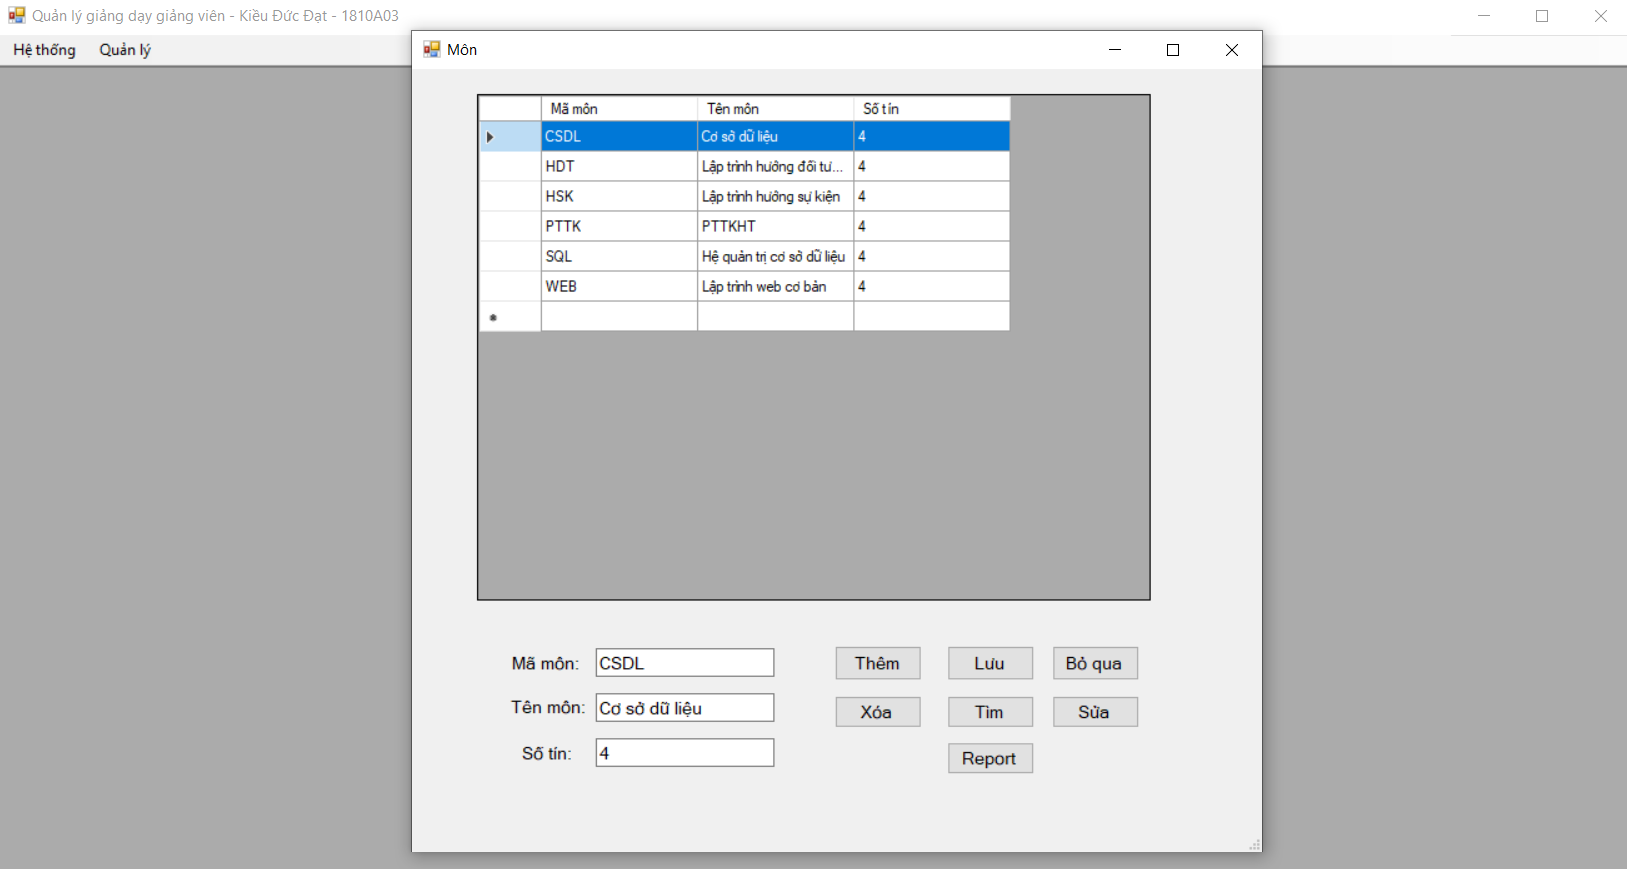 Quản lý giảng dạy giảng viên - Kiều Đức Đạt - 1810A03
Hệ thống Quản lý
Môn
Mã môn Tên môn Số tín
CSDL Cơ sở dữ liệu 4
HDT Lập trình hướng đối tư... 4
HSK Lập trình hướng sự kiện 4
PTTK PTTKHT 4
SQL Hệ quản trị cơ sở dữ liệu 4
WEB Lập trình web cơ bản 4
Mã môn: CSDL Thêm Lưu Bỏ qua
Tên môn: Cơ sở dữ liệu Xóa Tìm Sửa
Số tín: 4 Report